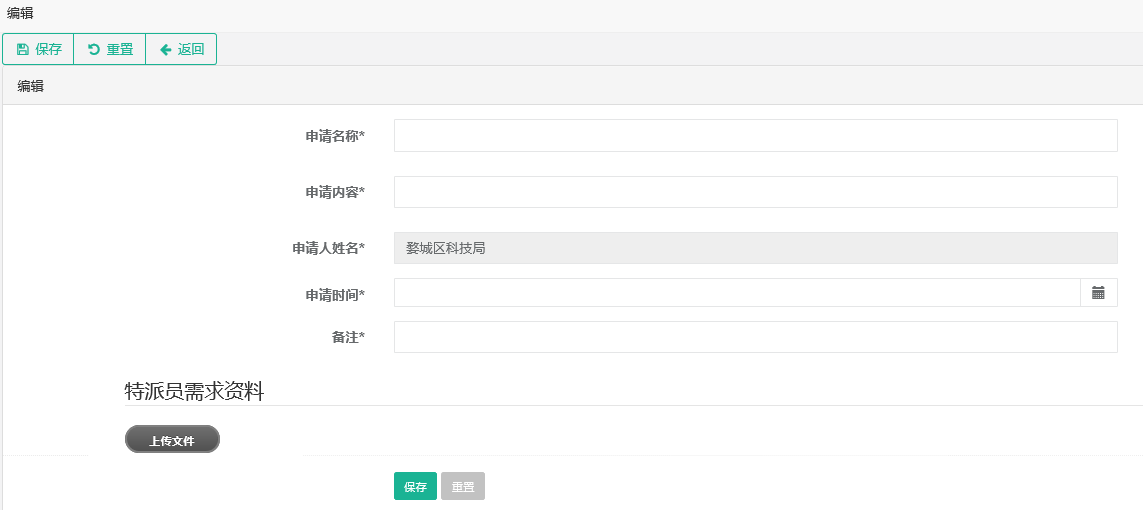 编辑
保存 重置 返回
编辑
申请名称*
申请内容*
申请人姓名* 婺城区科技局
申请时间*
备注*
特派员需求资料
上传文件
保存 重置